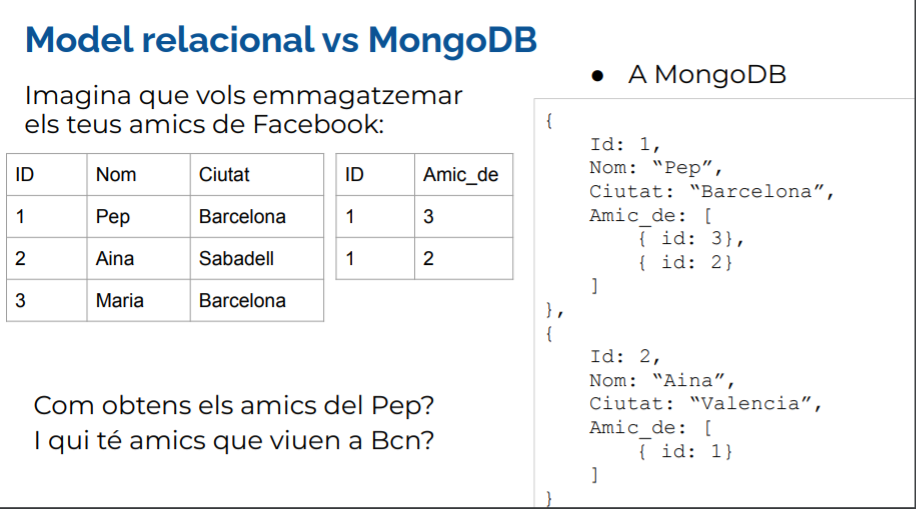 Model relacional vs MongoDB
Imagina que vols emmagatzemar
els teus amics de Facebook:
ID Nom Ciutat
1 Pep Barcelona
2 Aina Sabadell
3 Maria Barcelona
ID Amic_de
1 3
1 2
Com obtens els amics del Pep?
I qui té amics que viuen a Bcn?
● A MongoDB
{
Id: 1,
Nom: “Pep”,
Ciutat: “Barcelona”,
Amic_de: [
{ id: 3},
{ id: 2}
]
},
{
Id: 2,
Nom: “Aina”,
Ciutat: “Valencia”,
Amic_de: [
{ id: 1}
]
}